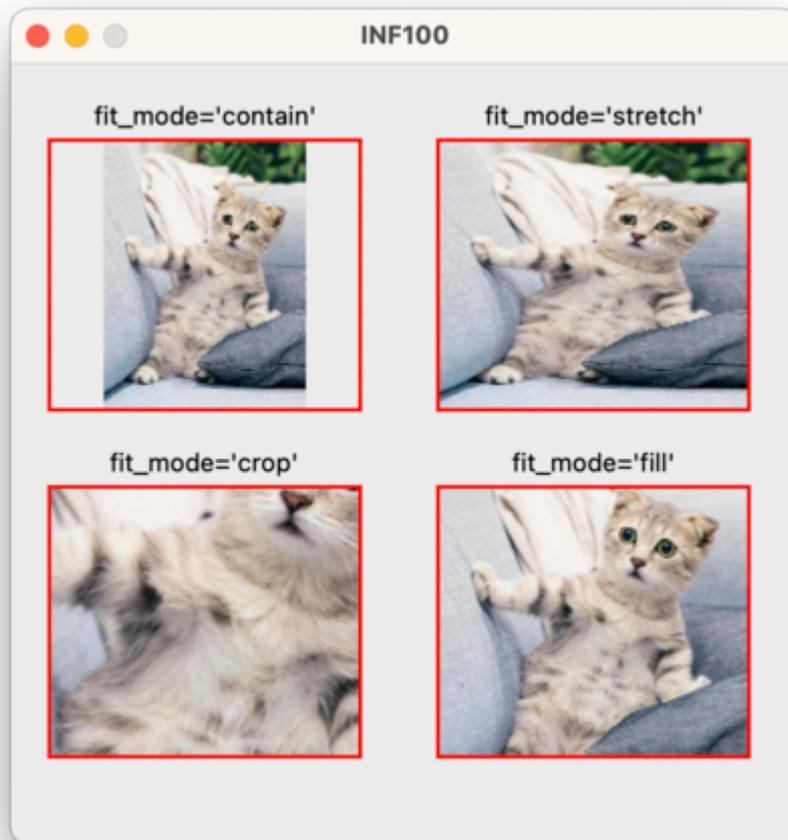 INF100
fit_mode='contain'
fit_mode='stretch'
fit_mode='crop'
fit_mode='fill'